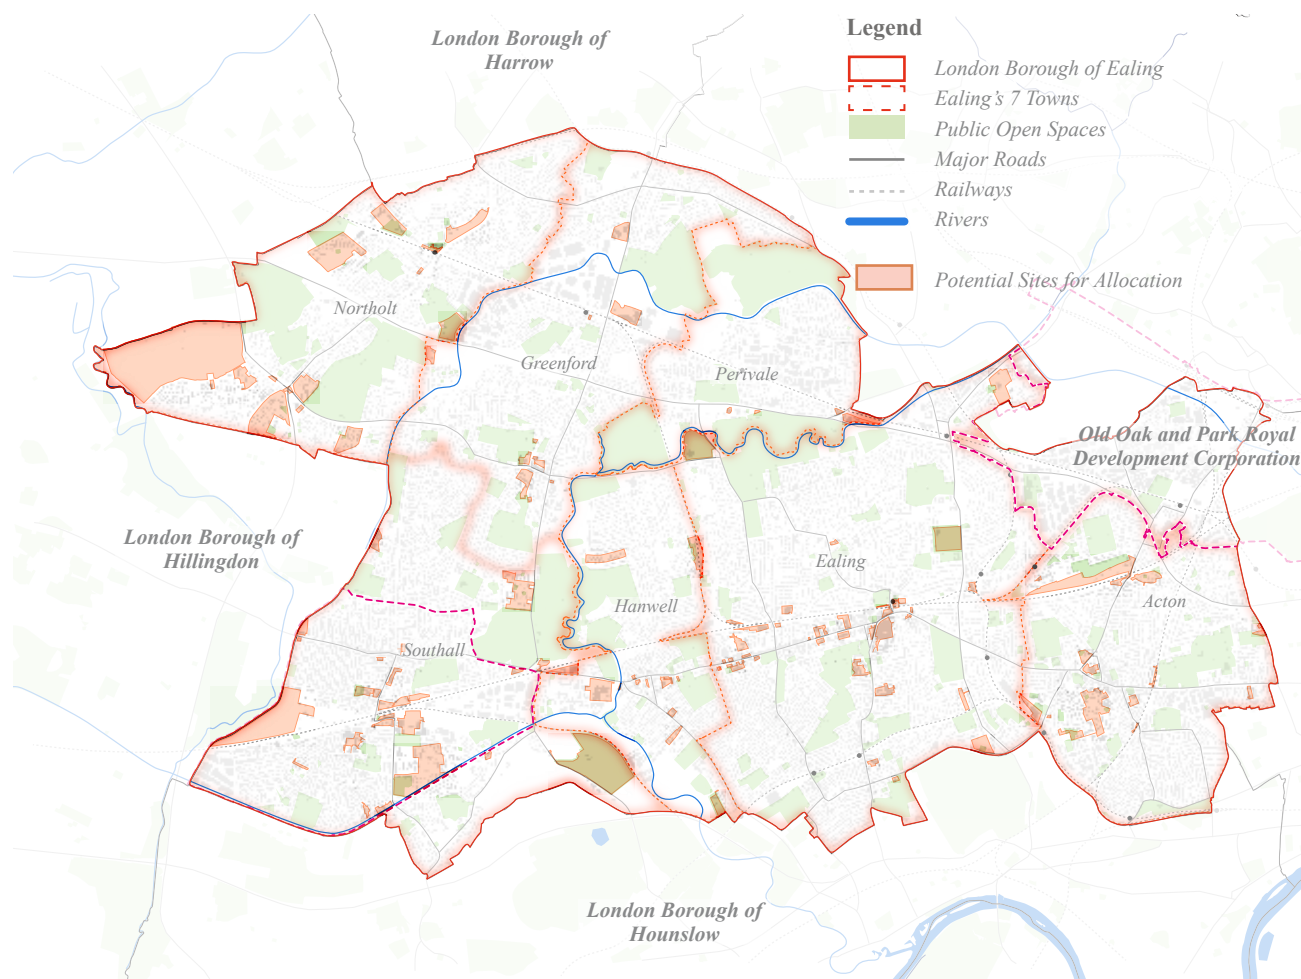 London Borough of
Harrow
Legend
London Borough of Ealing
Ealing's 7 Towns
Public Open Spaces
Major Roads
Railways
Rivers
Potential Sites for Allocation
Northolt
Greenford
Perivale
Old Oak and Park Royal
Development Corporation
London Borough of
Hillingdon
Ealing
Hanwell
Acton
Southall
London Borough of
Hounslow